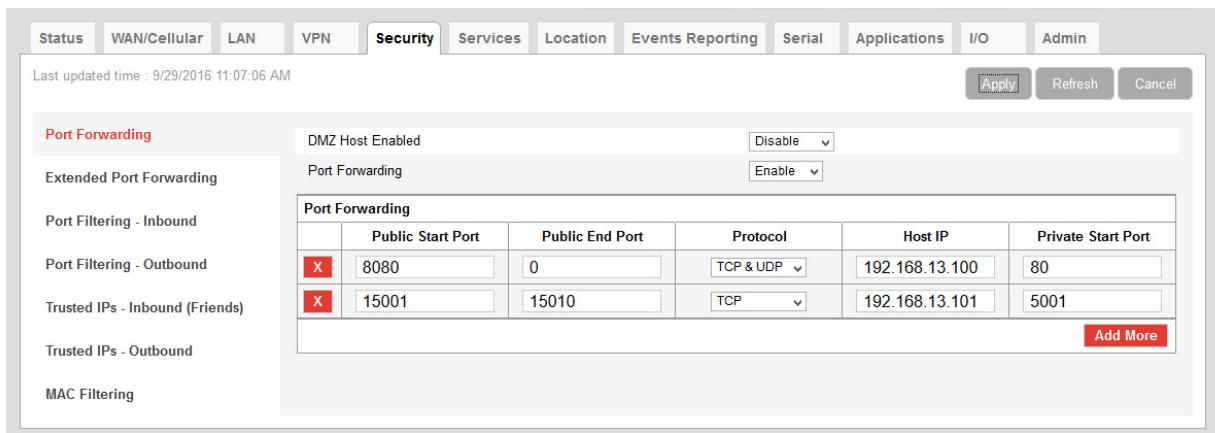 Status WAN/Cellular LAN VPN Security Services Location Events Reporting Serial Applications I/O Admin
Last updated time : 9/29/2016 11:07:06 AM
Apply Refresh Cancel
Port Forwarding
Extended Port Forwarding
Port Filtering - Inbound
Port Filtering - Outbound
Trusted IPs - Inbound (Friends)
Trusted IPs - Outbound
MAC Filtering
DMZ Host Enabled Disable
Port Forwarding Enable
Port Forwarding
Public Start Port Public End Port Protocol Host IP Private Start Port
X 8080 0 TCP & UDP 192.168.13.100 80
X 15001 15010 TCP 192.168.13.101 5001
Add More